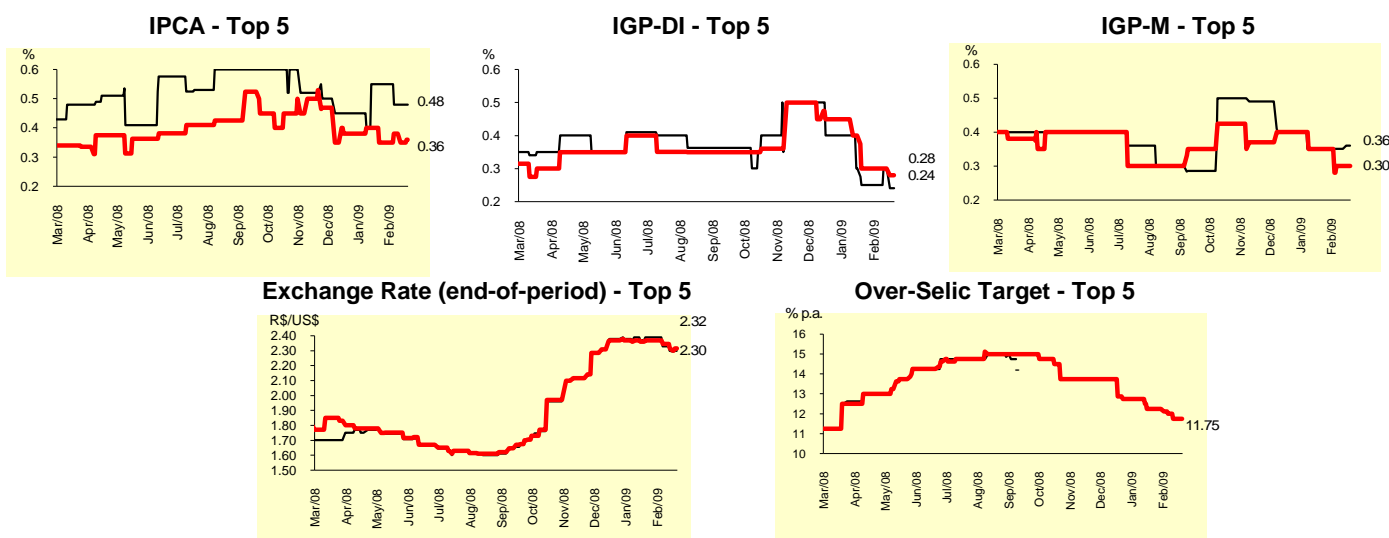 IPCA - Top 5
%
0.6
0.5
0.4
0.3
0.2
0.48
0.36
Mar/08
Apr/08
May/08
Jun/08
Jul/08
Aug/08
Sep/08
Oct/08
Nov/08
Dec/08
Jan/09
Feb/09
IGP-DI - Top 5
%
0.6
0.5
0.4
0.3
0.2
0.28
0.24
Mar/08
Apr/08
May/08
Jun/08
Jul/08
Aug/08
Sep/08
Oct/08
Nov/08
Dec/08
Jan/09
Feb/09
IGP-M - Top 5
%
0.6
0.5
0.4
0.3
0.2
0.36
0.30
Mar/08
Apr/08
May/08
Jun/08
Jul/08
Aug/08
Sep/08
Oct/08
Nov/08
Dec/08
Jan/09
Feb/09
Exchange Rate (end-of-period) - Top 5
R$/US$
2.40
2.30
2.20
2.10
2.00
1.90
1.80
1.70
1.60
1.50
2.32
2.30
Mar/08
Apr/08
May/08
Jun/08
Jul/08
Aug/08
Sep/08
Oct/08
Nov/08
Dec/08
Jan/09
Feb/09
Over-Selic Target - Top 5
% p.a.
16
15
14
13
12
11
10
11.75
Mar/08
Apr/08
May/08
Jun/08
Jul/08
Aug/08
Sep/08
Oct/08
Nov/08
Dec/08
Jan/09
Feb/09